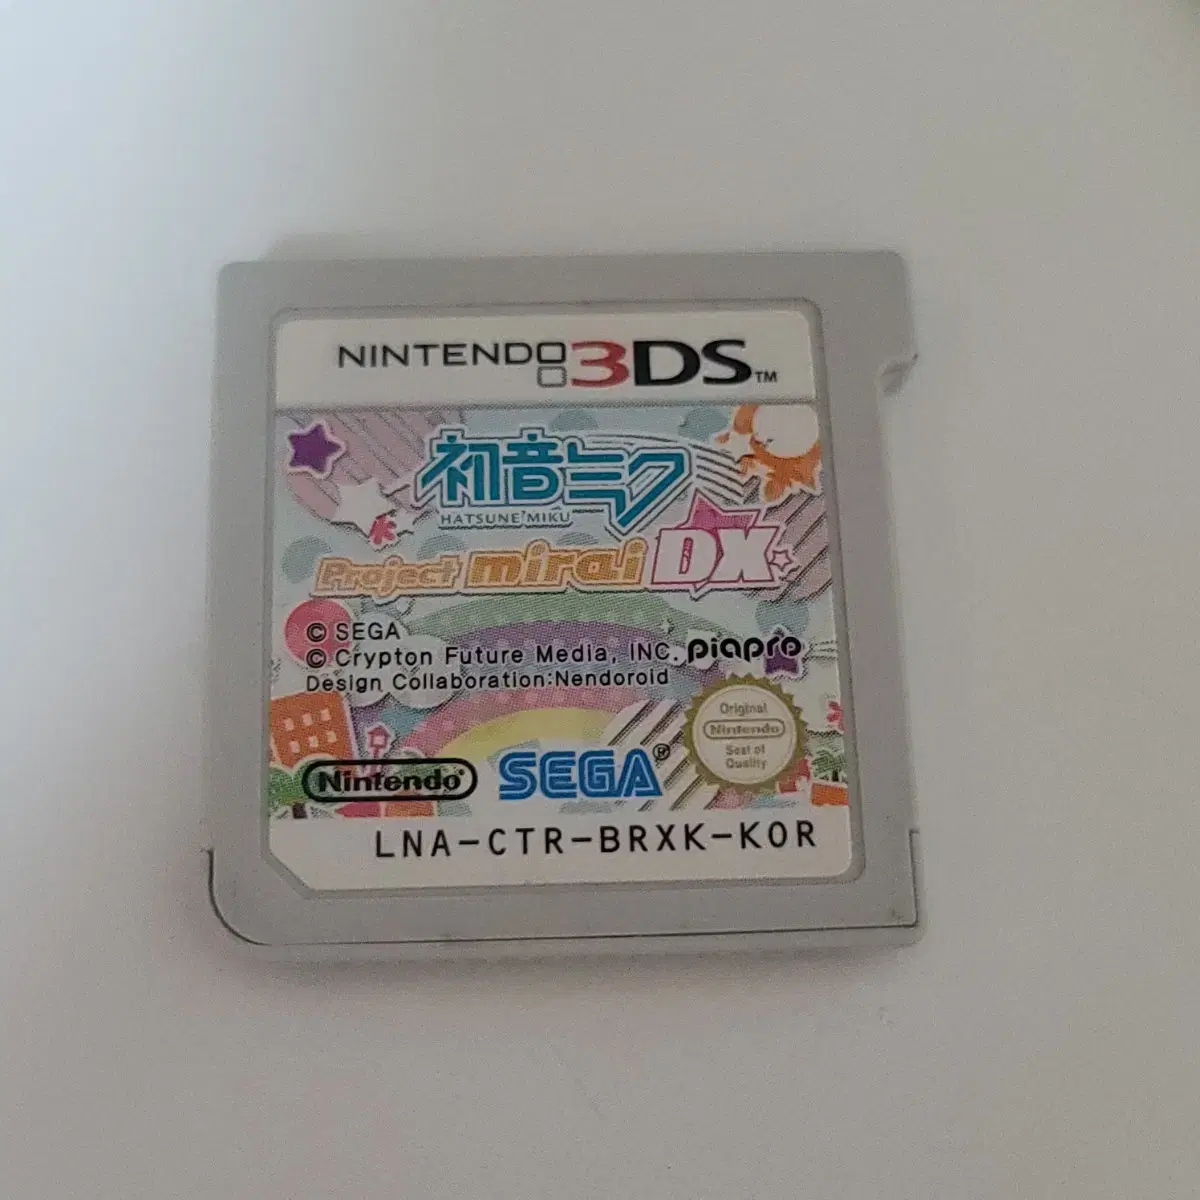 NINTENDO 3DS™
初音ミク
HATSUNE MIKU
Project mirai DX
© SEGA
© Crypton Future Media, INC. piapro
Design Collaboration:Nendoroid
Original
Nintendo
Seal of
Quality
Nintendo® SEGA®
LNA-CTR-BRXK-KOR